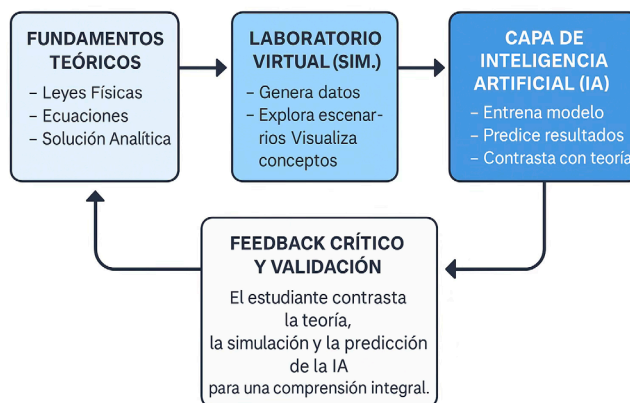 FUNDAMENTOS
TEÓRICOS
– Leyes Físicas
– Ecuaciones
– Solución Analítica
LABORATORIO
VIRTUAL (SIM.)
– Genera datos
– Explora escenar-
rios Visualiza
conceptos
CAPA DE
INTELIGENCIA
ARTIFICIAL (IA)
– Entrena modelo
– Predice resultados
– Contrasta con teoría
FEEDBACK CRÍTICO
Y VALIDACIÓN
El estudiante contrasta
la teoría,
la simulación y la predicción
de la IA
para una comprensión integral.